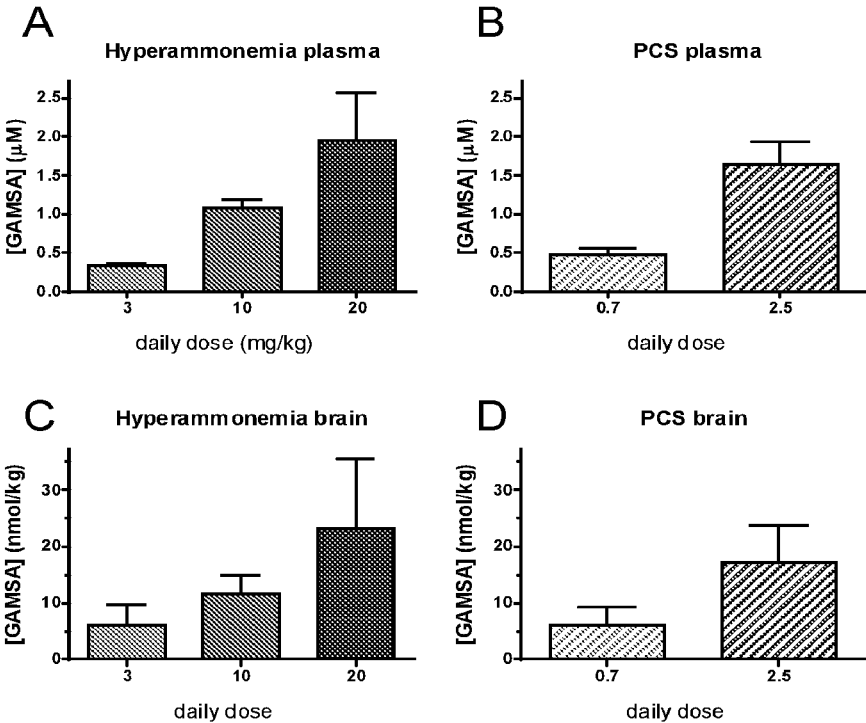 A
Hyperammonemia plasma
[GAMSA] (μM)
2.5
2.0
1.5
1.0
0.5
0.0
3 10 20
daily dose (mg/kg)
B
PCS plasma
[GAMSA] (μM)
2.5
2.0
1.5
1.0
0.5
0.0
0.7 2.5
daily dose
C
Hyperammonemia brain
[GAMSA] (nmol/kg)
30
20
10
0
3 10 20
daily dose
D
PCS brain
[GAMSA] (nmol/kg)
30
20
10
0
0.7 2.5
daily dose